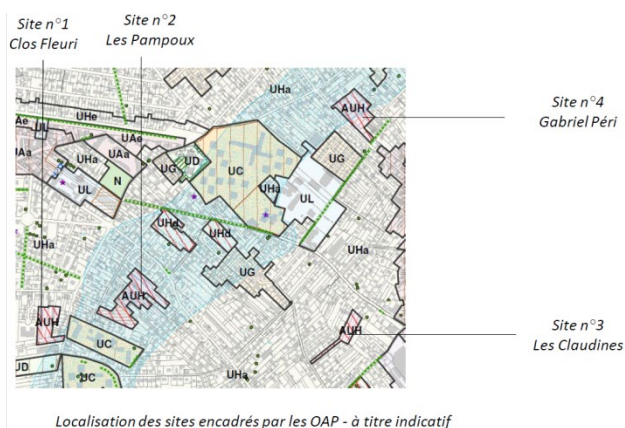 Site n°1
Clos Fleuri
Site n°2
Les Pampoux
UHa
AUH
Site n°4
Gabriel Péri
UHe
Ae
UL
UAe
UAa
UHa
UAa
UG
UD
UC
UG
N
UHa
UL
UL
UHd
UHd
UHa
UHa
UG
AUH
AUH
AUH
Site n°3
Les Claudines
UC
UD
UC
UHa
Localisation des sites encadrés par les OAP - à titre indicatif